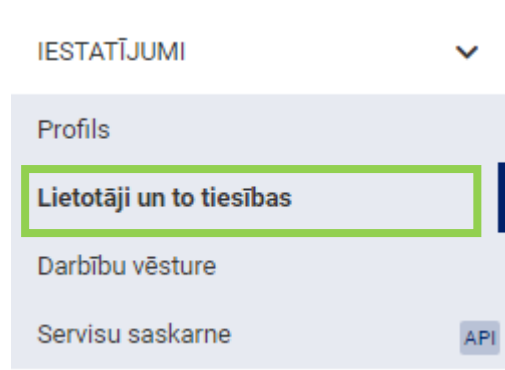 IESTATĪJUMI
Profils
Lietotāji un to tiesības
Darbību vēsture
Servisu saskarne API